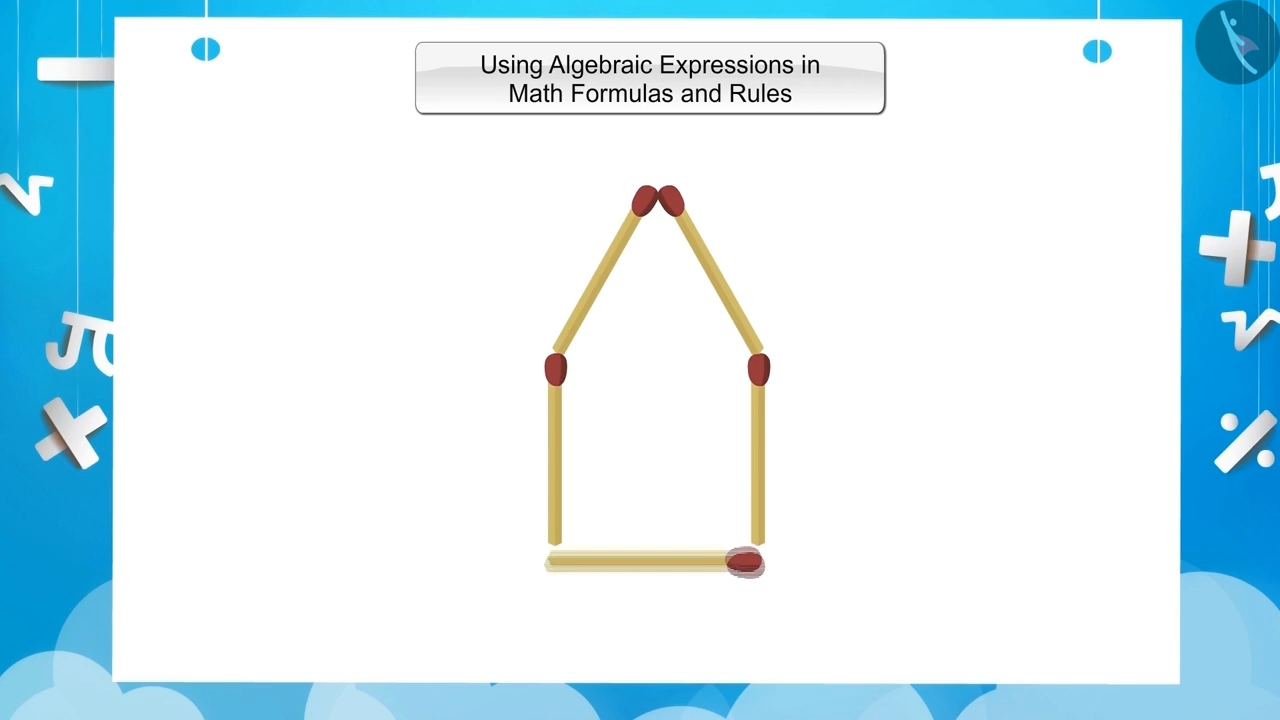 Using Algebraic Expressions in
Math Formulas and Rules